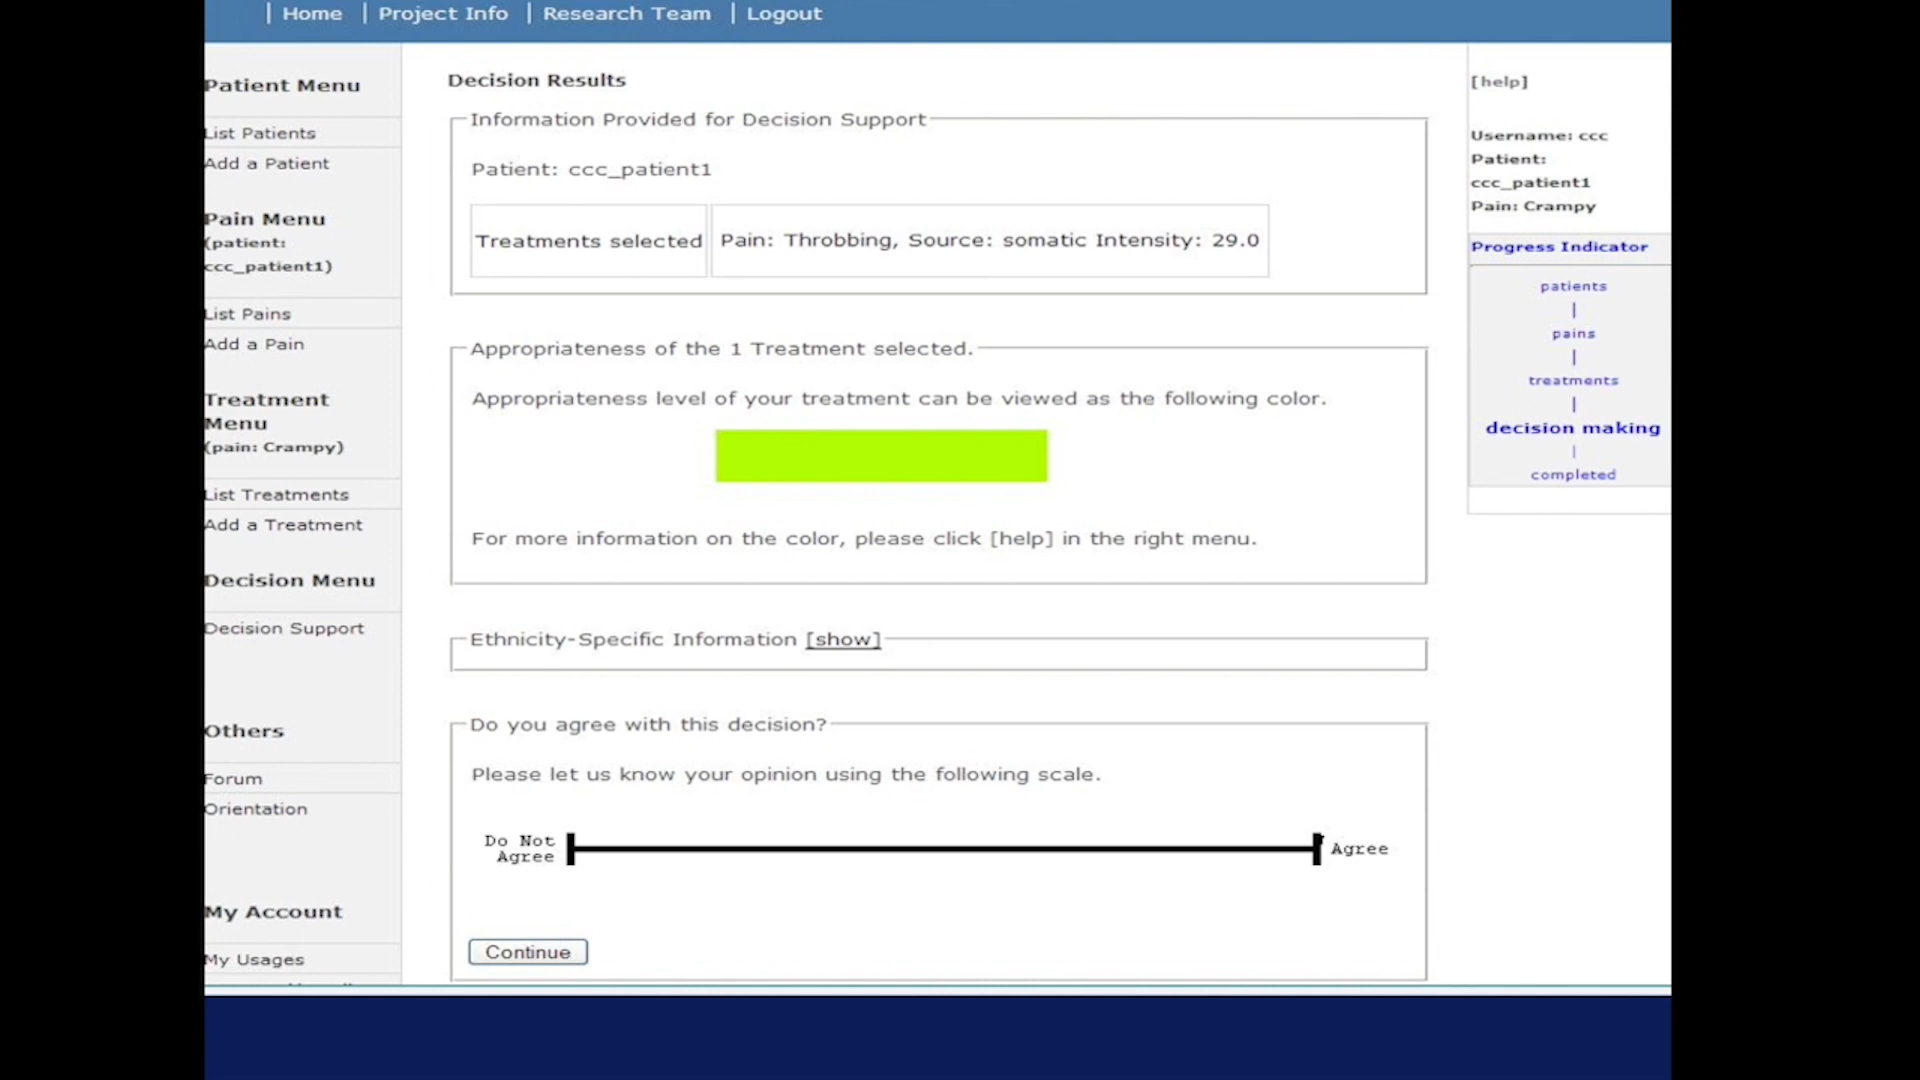 | Home | Project Info | Research Team | Logout
Patient Menu
List Patients
Add a Patient
Pain Menu
(patient:
ccc_patient1)
List Pains
Add a Pain
Treatment
Menu
(pain: Crampy)
List Treatments
Add a Treatment
Decision Menu
Decision Support
Others
Forum
Orientation
My Account
My Usages
Decision Results
Information Provided for Decision Support
Patient: ccc_patient1
Treatments selected
Pain: Throbbing, Source: somatic Intensity: 29.0
Appropriateness of the 1 Treatment selected.
Appropriateness level of your treatment can be viewed as the following color.
For more information on the color, please click [help] in the right menu.
Ethnicity-Specific Information [show]
Do you agree with this decision?
Please let us know your opinion using the following scale.
Do Not
Agree
Agree
Continue
[help]
Username: ccc
Patient:
ccc_patient1
Pain: Crampy
Progress Indicator
patients
|
pains
|
treatments
|
decision making
|
completed